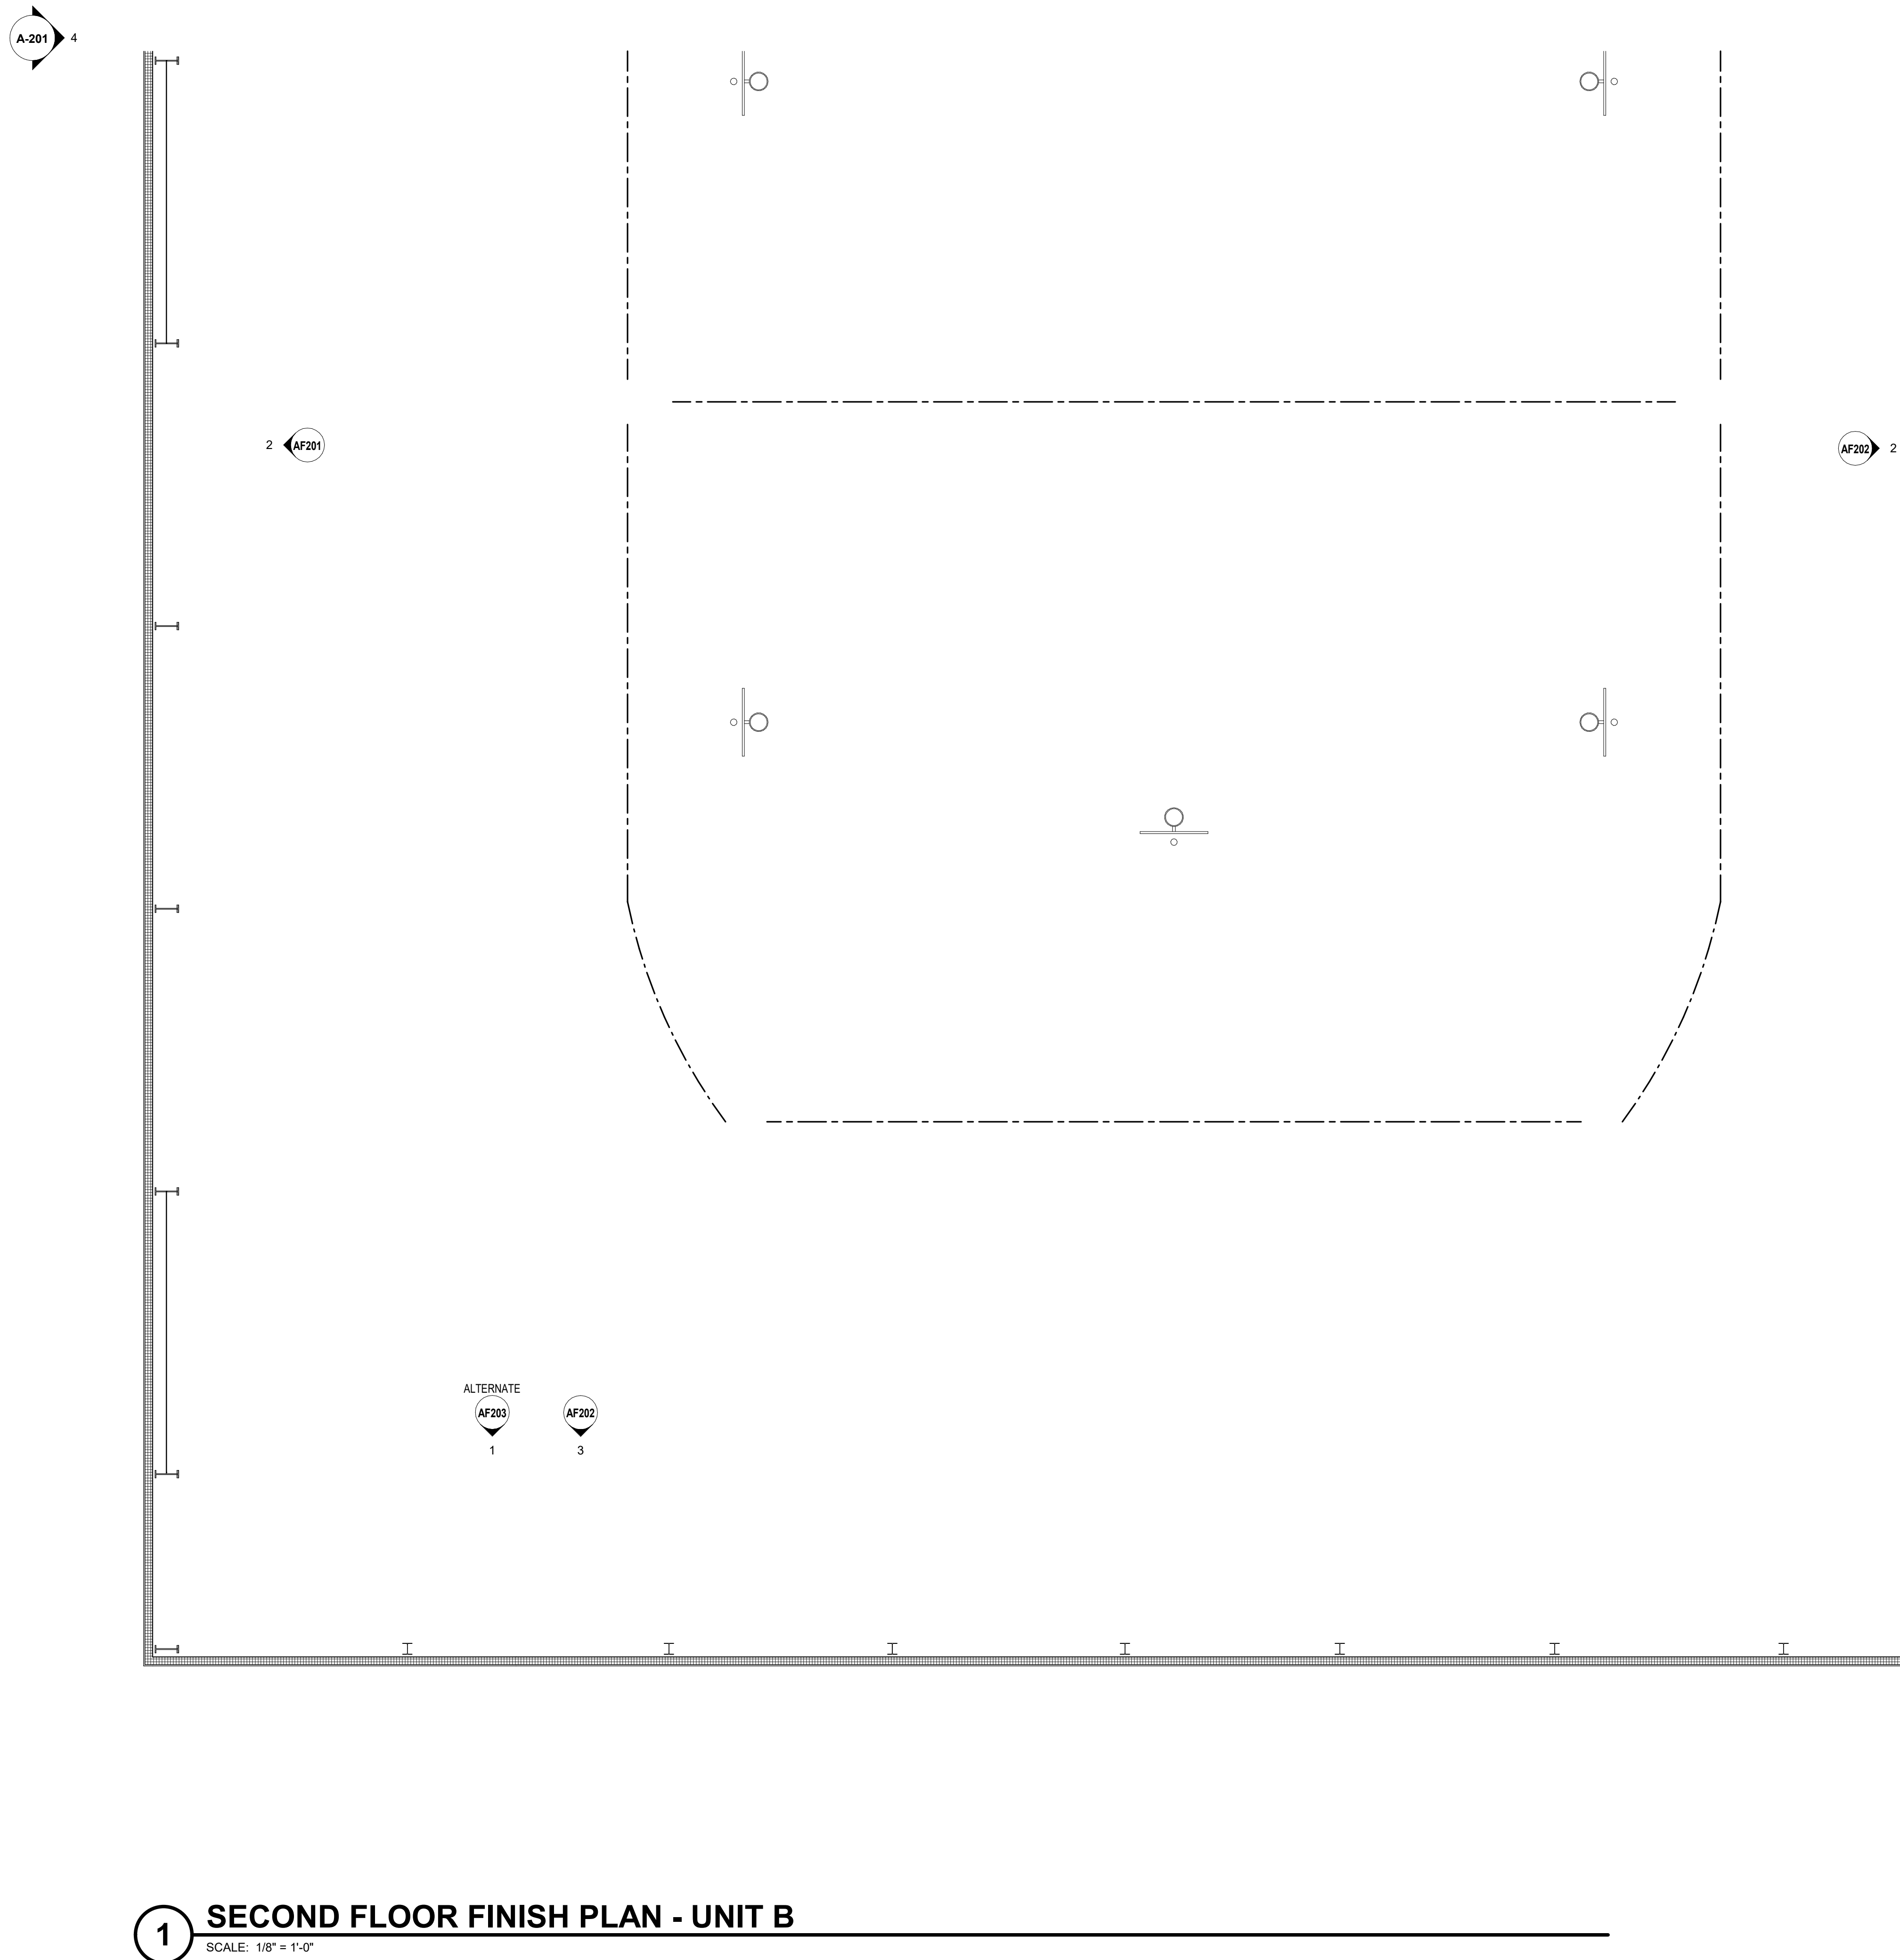 A-201
4
2
AF201
AF202
2
ALTERNATE
AF203
AF202
1
3
1
SECOND FLOOR FINISH PLAN - UNIT B
SCALE: 1/8" = 1'-0"